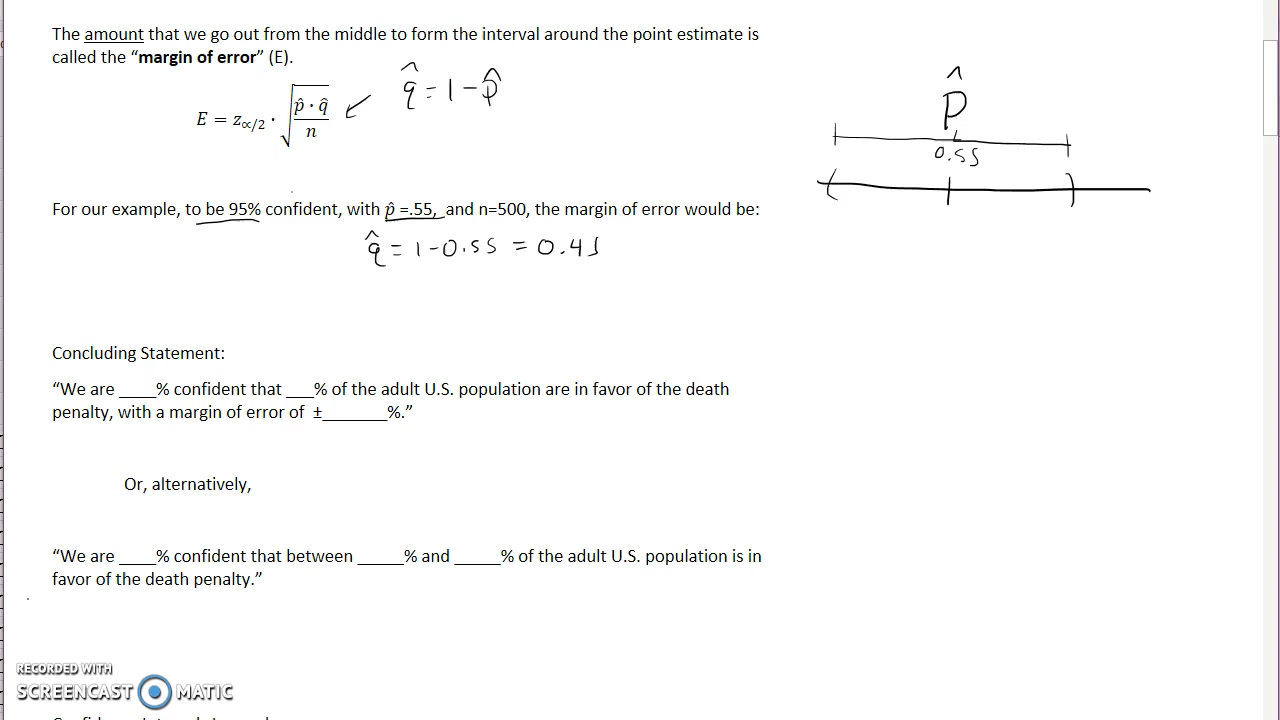 The amount that we go out from the middle to form the interval around the point estimate is
called the “margin of error” (E).
E = z∝/2 · √(p̂ · q̂ / n)
q̂ = 1 − p̂
p̂
0.55
For our example, to be 95% confident, with p̂ =.55, and n=500, the margin of error would be:
q̂ = 1 − 0.55 = 0.45
Concluding Statement:
“We are ____% confident that ___% of the adult U.S. population are in favor of the death
penalty, with a margin of error of ±_______%.”
Or, alternatively,
“We are ____% confident that between _____% and _____% of the adult U.S. population is in
favor of the death penalty.”
RECORDED WITH
SCREENCAST MATIC